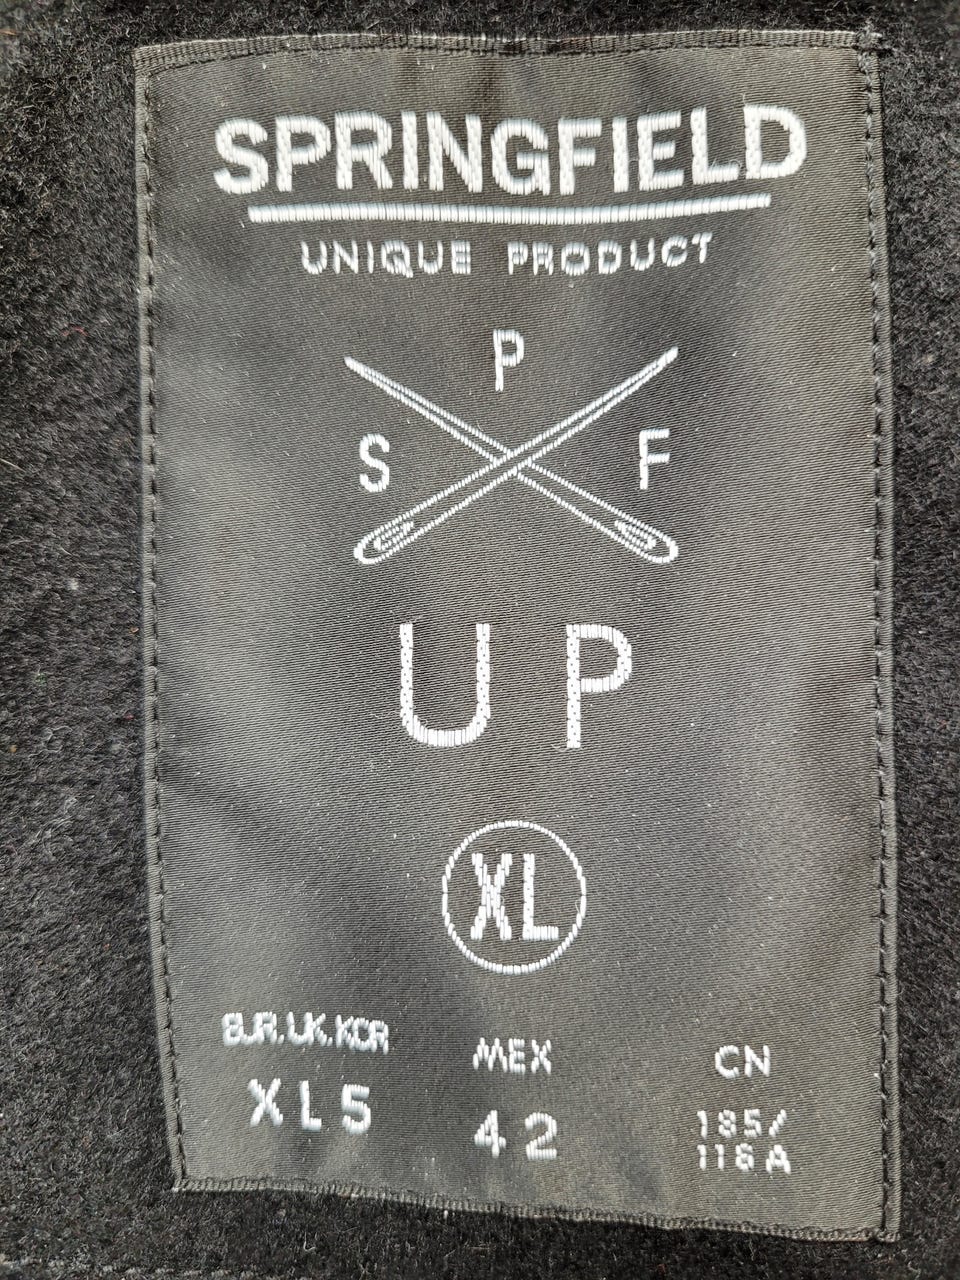 SPRINGFIELD
UNIQUE PRODUCT
P
S F
UP
XL
EUR.UK.KOR MEX CN
XL5 42 185/
116A